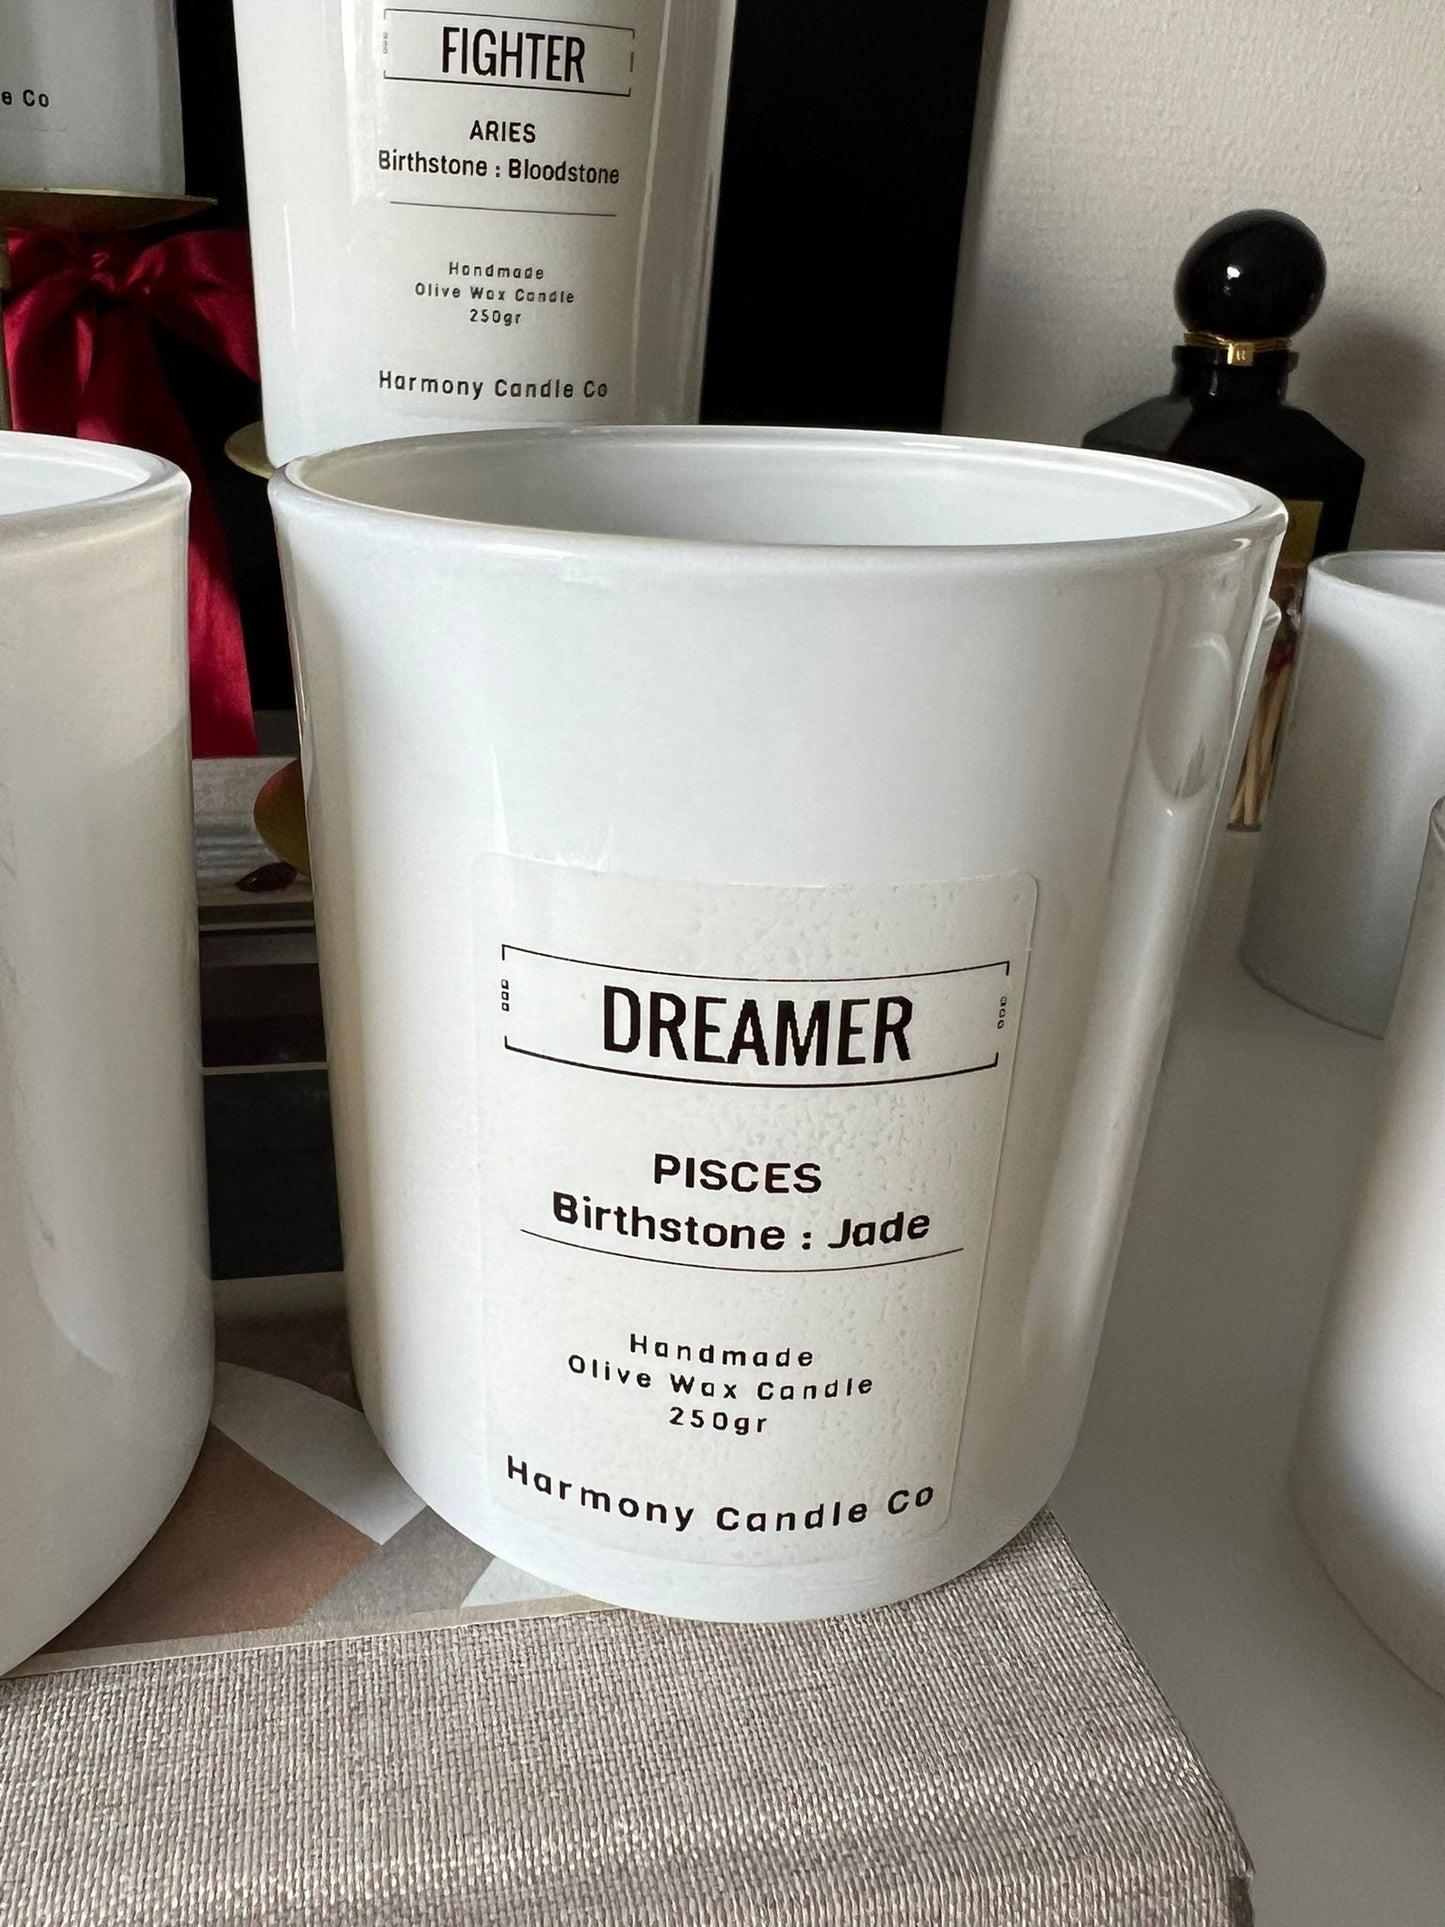 e Co
FIGHTER
ARIES
Birthstone : Bloodstone
Handmade
Olive Wax Candle
250gr
Harmony Candle Co
DREAMER
PISCES
Birthstone : Jade
Handmade
Olive Wax Candle
250gr
Harmony Candle Co